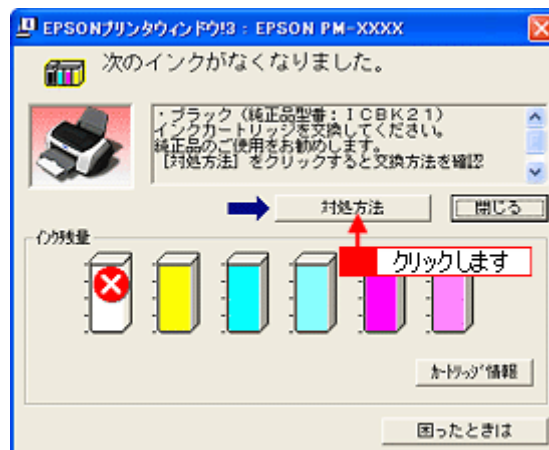 EPSONプリンタウィンドウ!3 : EPSON PM-XXXX
次のインクがなくなりました。
・ブラック（純正品型番：ICBK21）
インクカートリッジを交換してください。
純正品のご使用をお勧めします。
［対処方法］をクリックすると交換方法を確認
対処方法
閉じる
インク残量
クリックします
カートリッジ情報
困ったときは